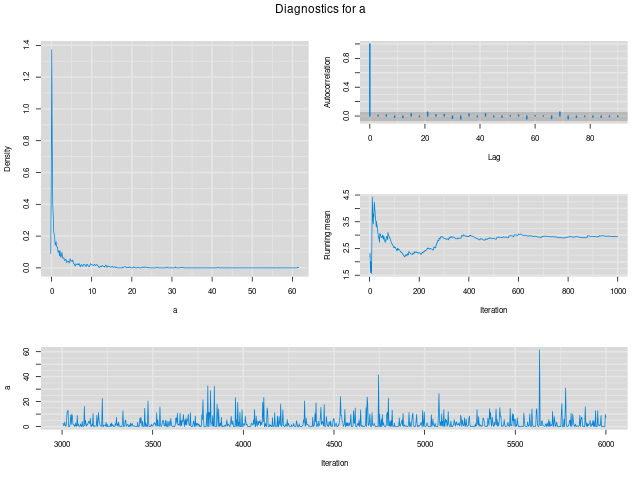 Diagnostics for a
Density
0.0 0.2 0.4 0.6 0.8 1.0 1.2 1.4
0 10 20 30 40 50 60
a
Autocorrelation
0.0 0.4 0.8
0 20 40 60 80
Lag
Running mean
1.5 2.5 3.5 4.5
0 200 400 600 800 1000
Iteration
a
0 20 40 60
3000 3500 4000 4500 5000 5500 6000
Iteration